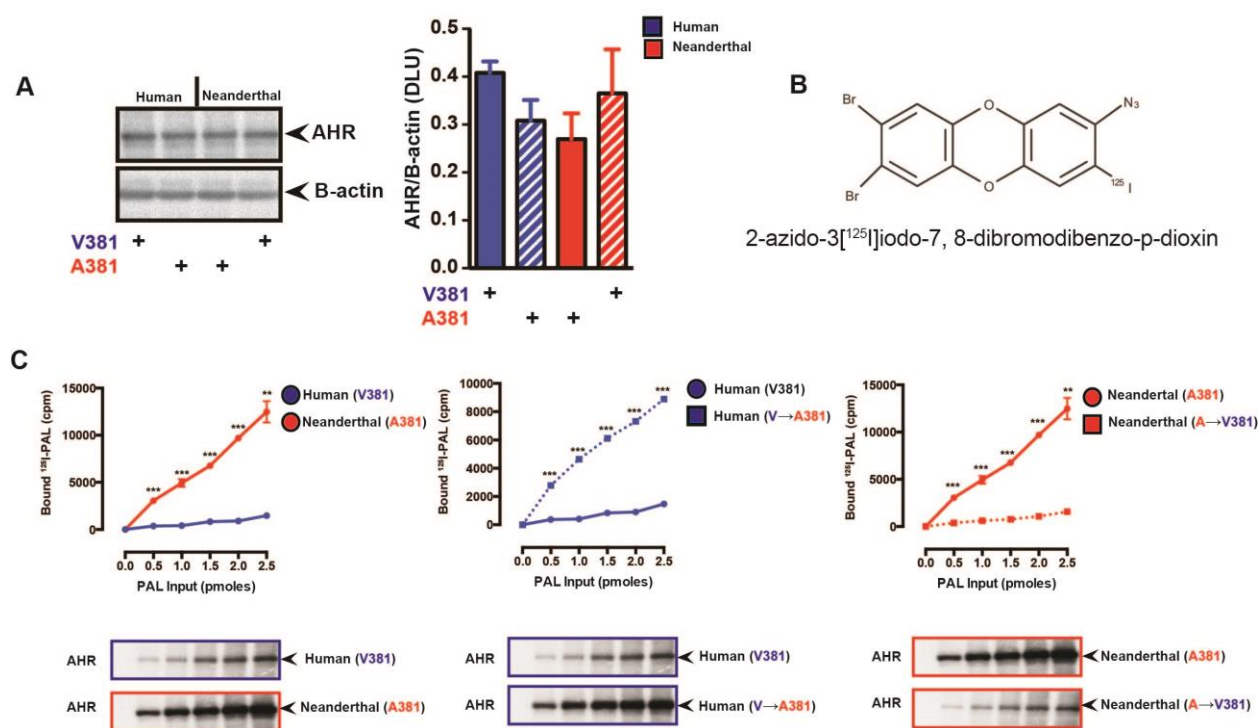 A
Human
Neanderthal
AHR
B-actin
V381 +
+
A381
+
+
AHR/B-actin (DLU)
0.5
0.4
0.3
0.2
0.1
0.0
Human
Neanderthal
V381
+
+
A381
+
+
B
Br
Br
O
O
N₃
¹²⁵I
2-azido-3[¹²⁵I]iodo-7, 8-dibromodibenzo-p-dioxin
C
Bound ¹²⁵I-PAL (cpm)
15000
10000
5000
0
***
***
***
***
**
Human (V381)
Neanderthal (A381)
0.0 0.5 1.0 1.5 2.0 2.5
PAL Input (pmoles)
Bound ¹²⁵I-PAL (cpm)
10000
8000
6000
4000
2000
0
***
***
***
***
***
Human (V381)
Human (V→A381)
0.0 0.5 1.0 1.5 2.0 2.5
PAL Input (pmoles)
Bound ¹²⁵I-PAL (cpm)
15000
10000
5000
0
***
***
***
***
**
Neandertal (A381)
Neanderthal (A→V381)
0.0 0.5 1.0 1.5 2.0 2.5
PAL Input (pmoles)
AHR
Human (V381)
AHR
Neanderthal (A381)
AHR
Human (V381)
AHR
Human (V→A381)
AHR
Neanderthal (A381)
AHR
Neanderthal (A→V381)